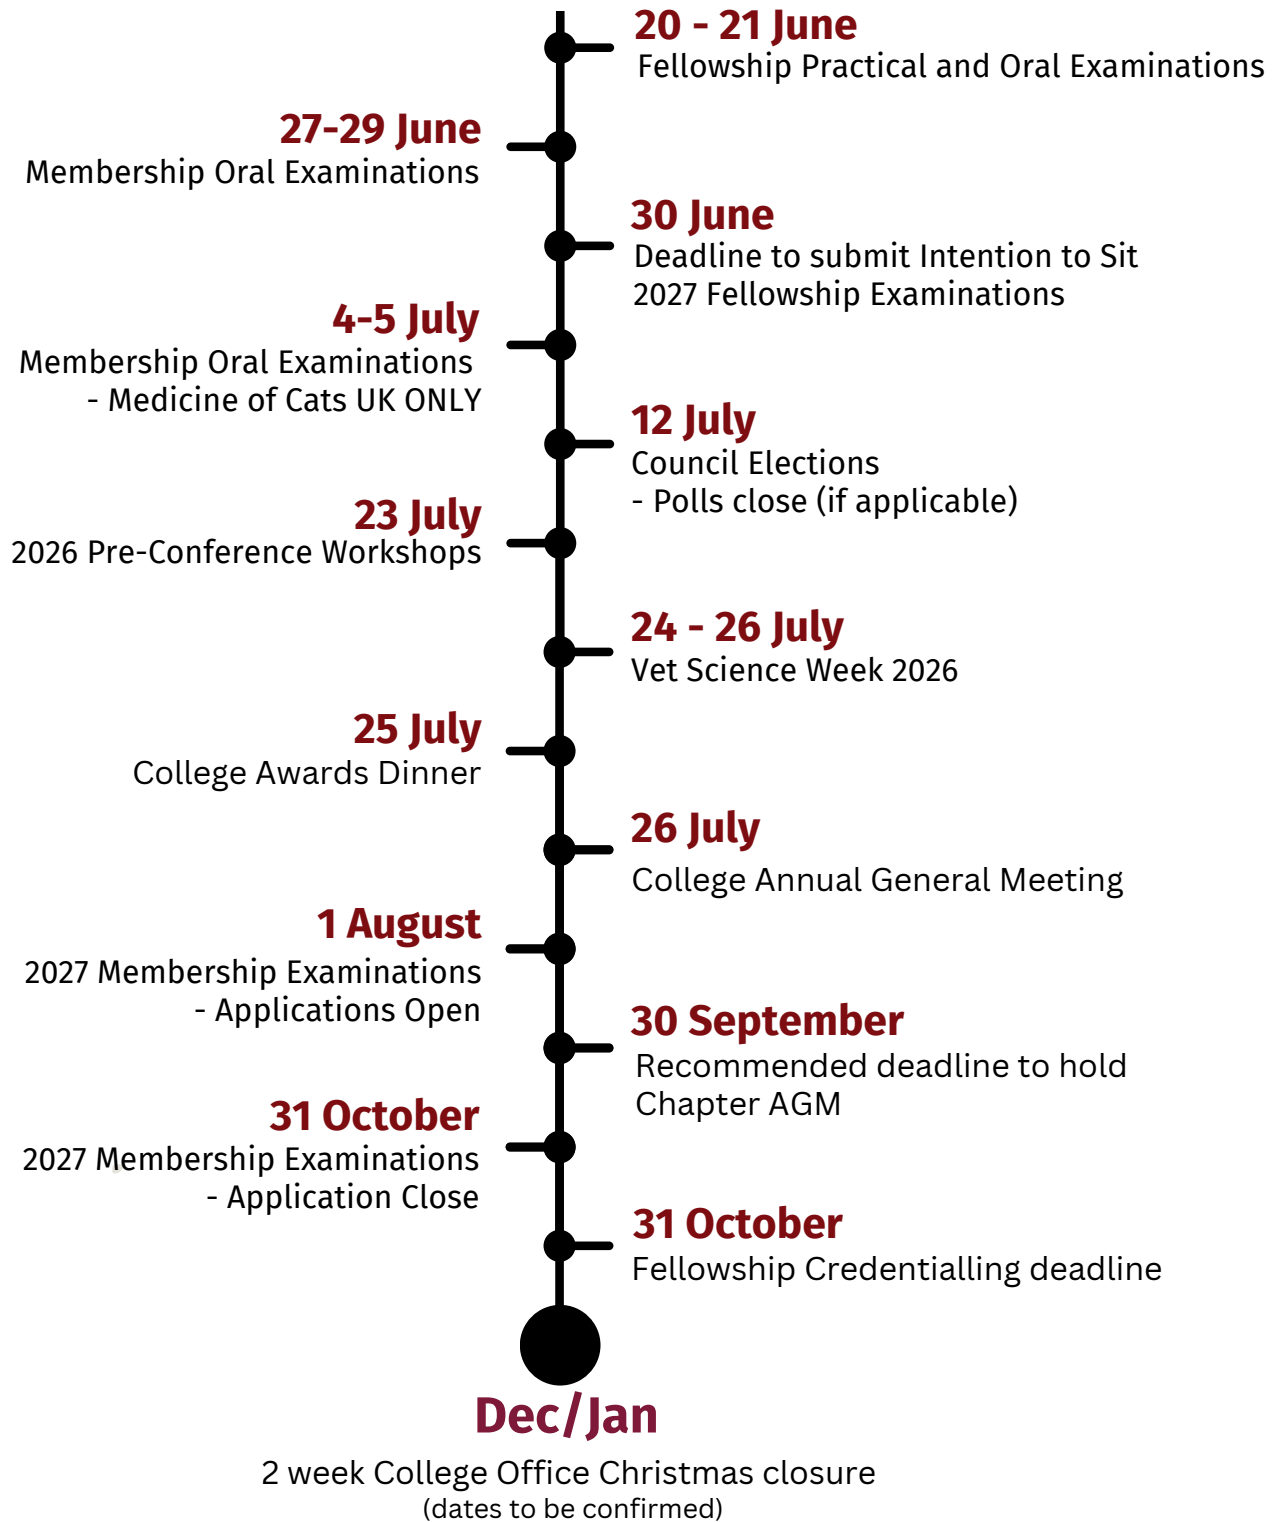 20 - 21 June
Fellowship Practical and Oral Examinations
27-29 June
Membership Oral Examinations
30 June
Deadline to submit Intention to Sit
2027 Fellowship Examinations
4-5 July
Membership Oral Examinations
- Medicine of Cats UK ONLY
12 July
Council Elections
- Polls close (if applicable)
23 July
2026 Pre-Conference Workshops
24 - 26 July
Vet Science Week 2026
25 July
College Awards Dinner
26 July
College Annual General Meeting
1 August
2027 Membership Examinations
- Applications Open
30 September
Recommended deadline to hold
Chapter AGM
31 October
2027 Membership Examinations
- Application Close
31 October
Fellowship Credentialling deadline
Dec/Jan
2 week College Office Christmas closure
(dates to be confirmed)